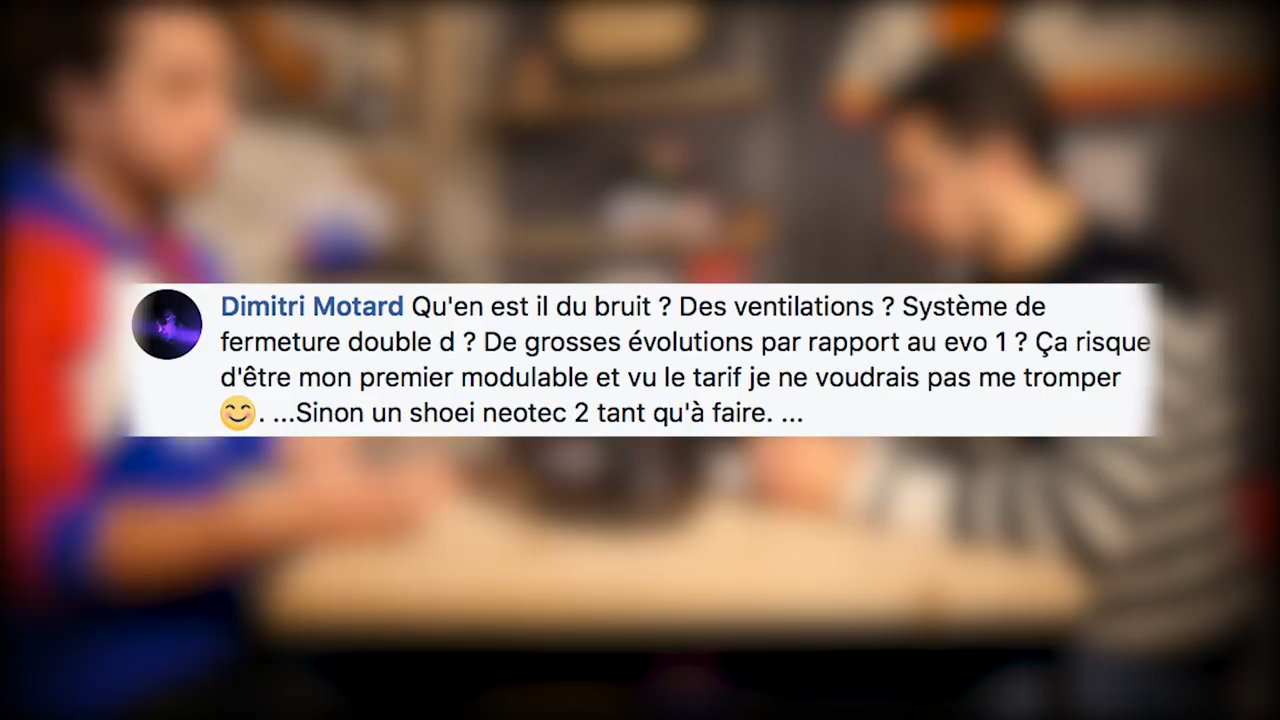 Dimitri Motard Qu'en est il du bruit ? Des ventilations ? Système de
fermeture double d ? De grosses évolutions par rapport au evo 1 ? Ça risque
d'être mon premier modulable et vu le tarif je ne voudrais pas me tromper
😊. ...Sinon un shoei neotec 2 tant qu'à faire. ...